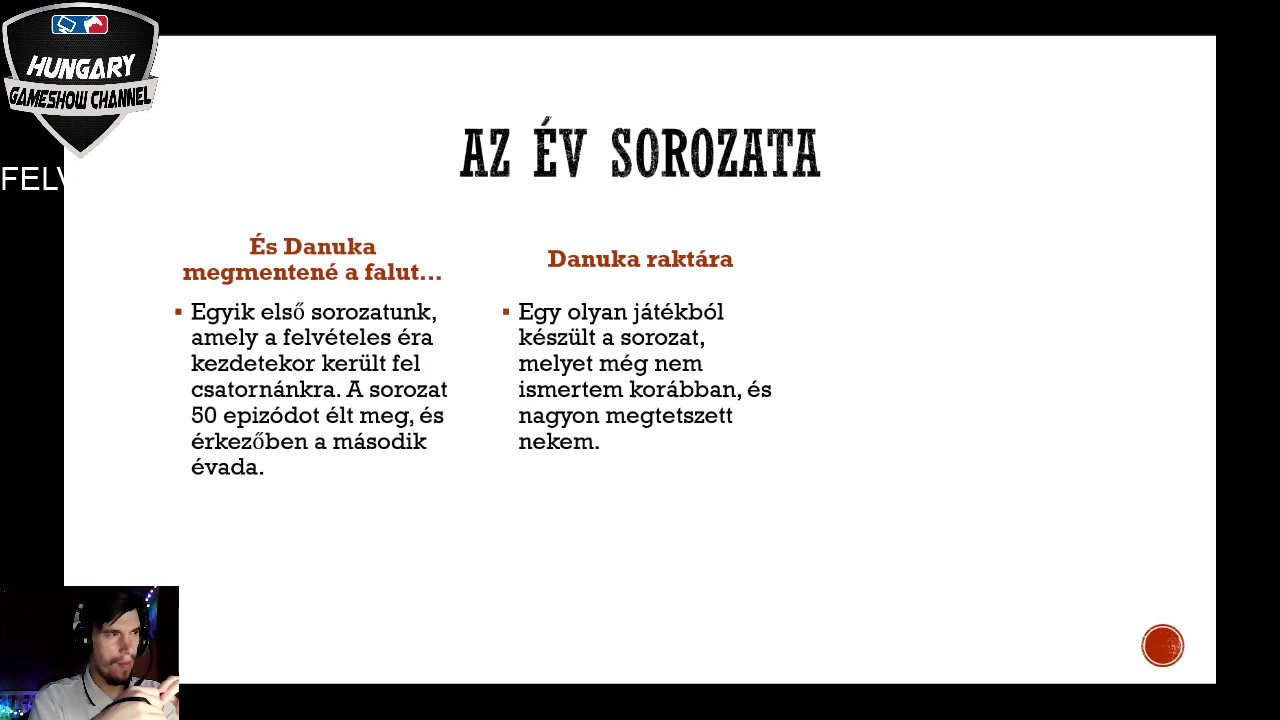 HUNGARY
GAMESHOW CHANNEL
FELV
AZ ÉV SOROZATA
És Danuka
megmentené a falut...
Egyik első sorozatunk,
amely a felvételes éra
kezdetekor került fel
csatornánkra. A sorozat
50 epizódot élt meg, és
érkezőben a második
évada.
Danuka raktára
Egy olyan játékból
készült a sorozat,
melyet még nem
ismertem korábban, és
nagyon megtetszett
nekem.